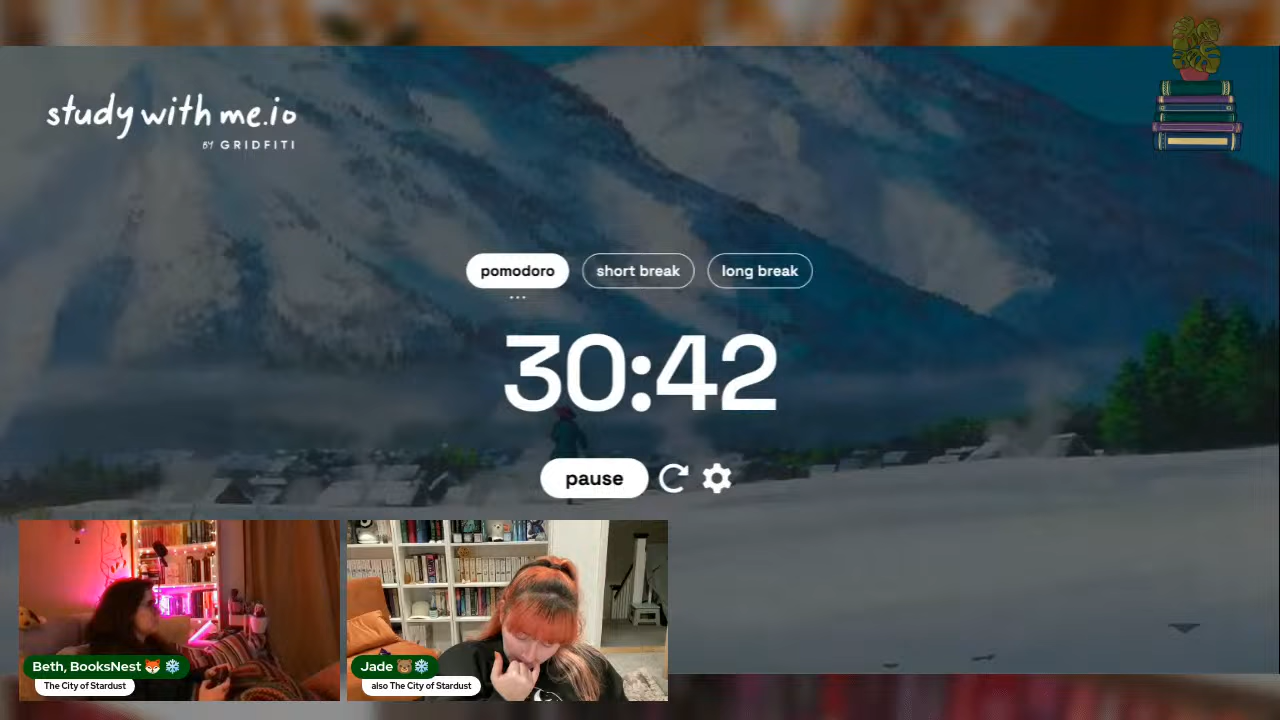 study with me.io
BY GRIDFITI
pomodoro
short break
long break
30:42
pause
Beth, BooksNest 🦊 ❄️
The City of Stardust
Jade 🐻❄️
also The City of Stardust